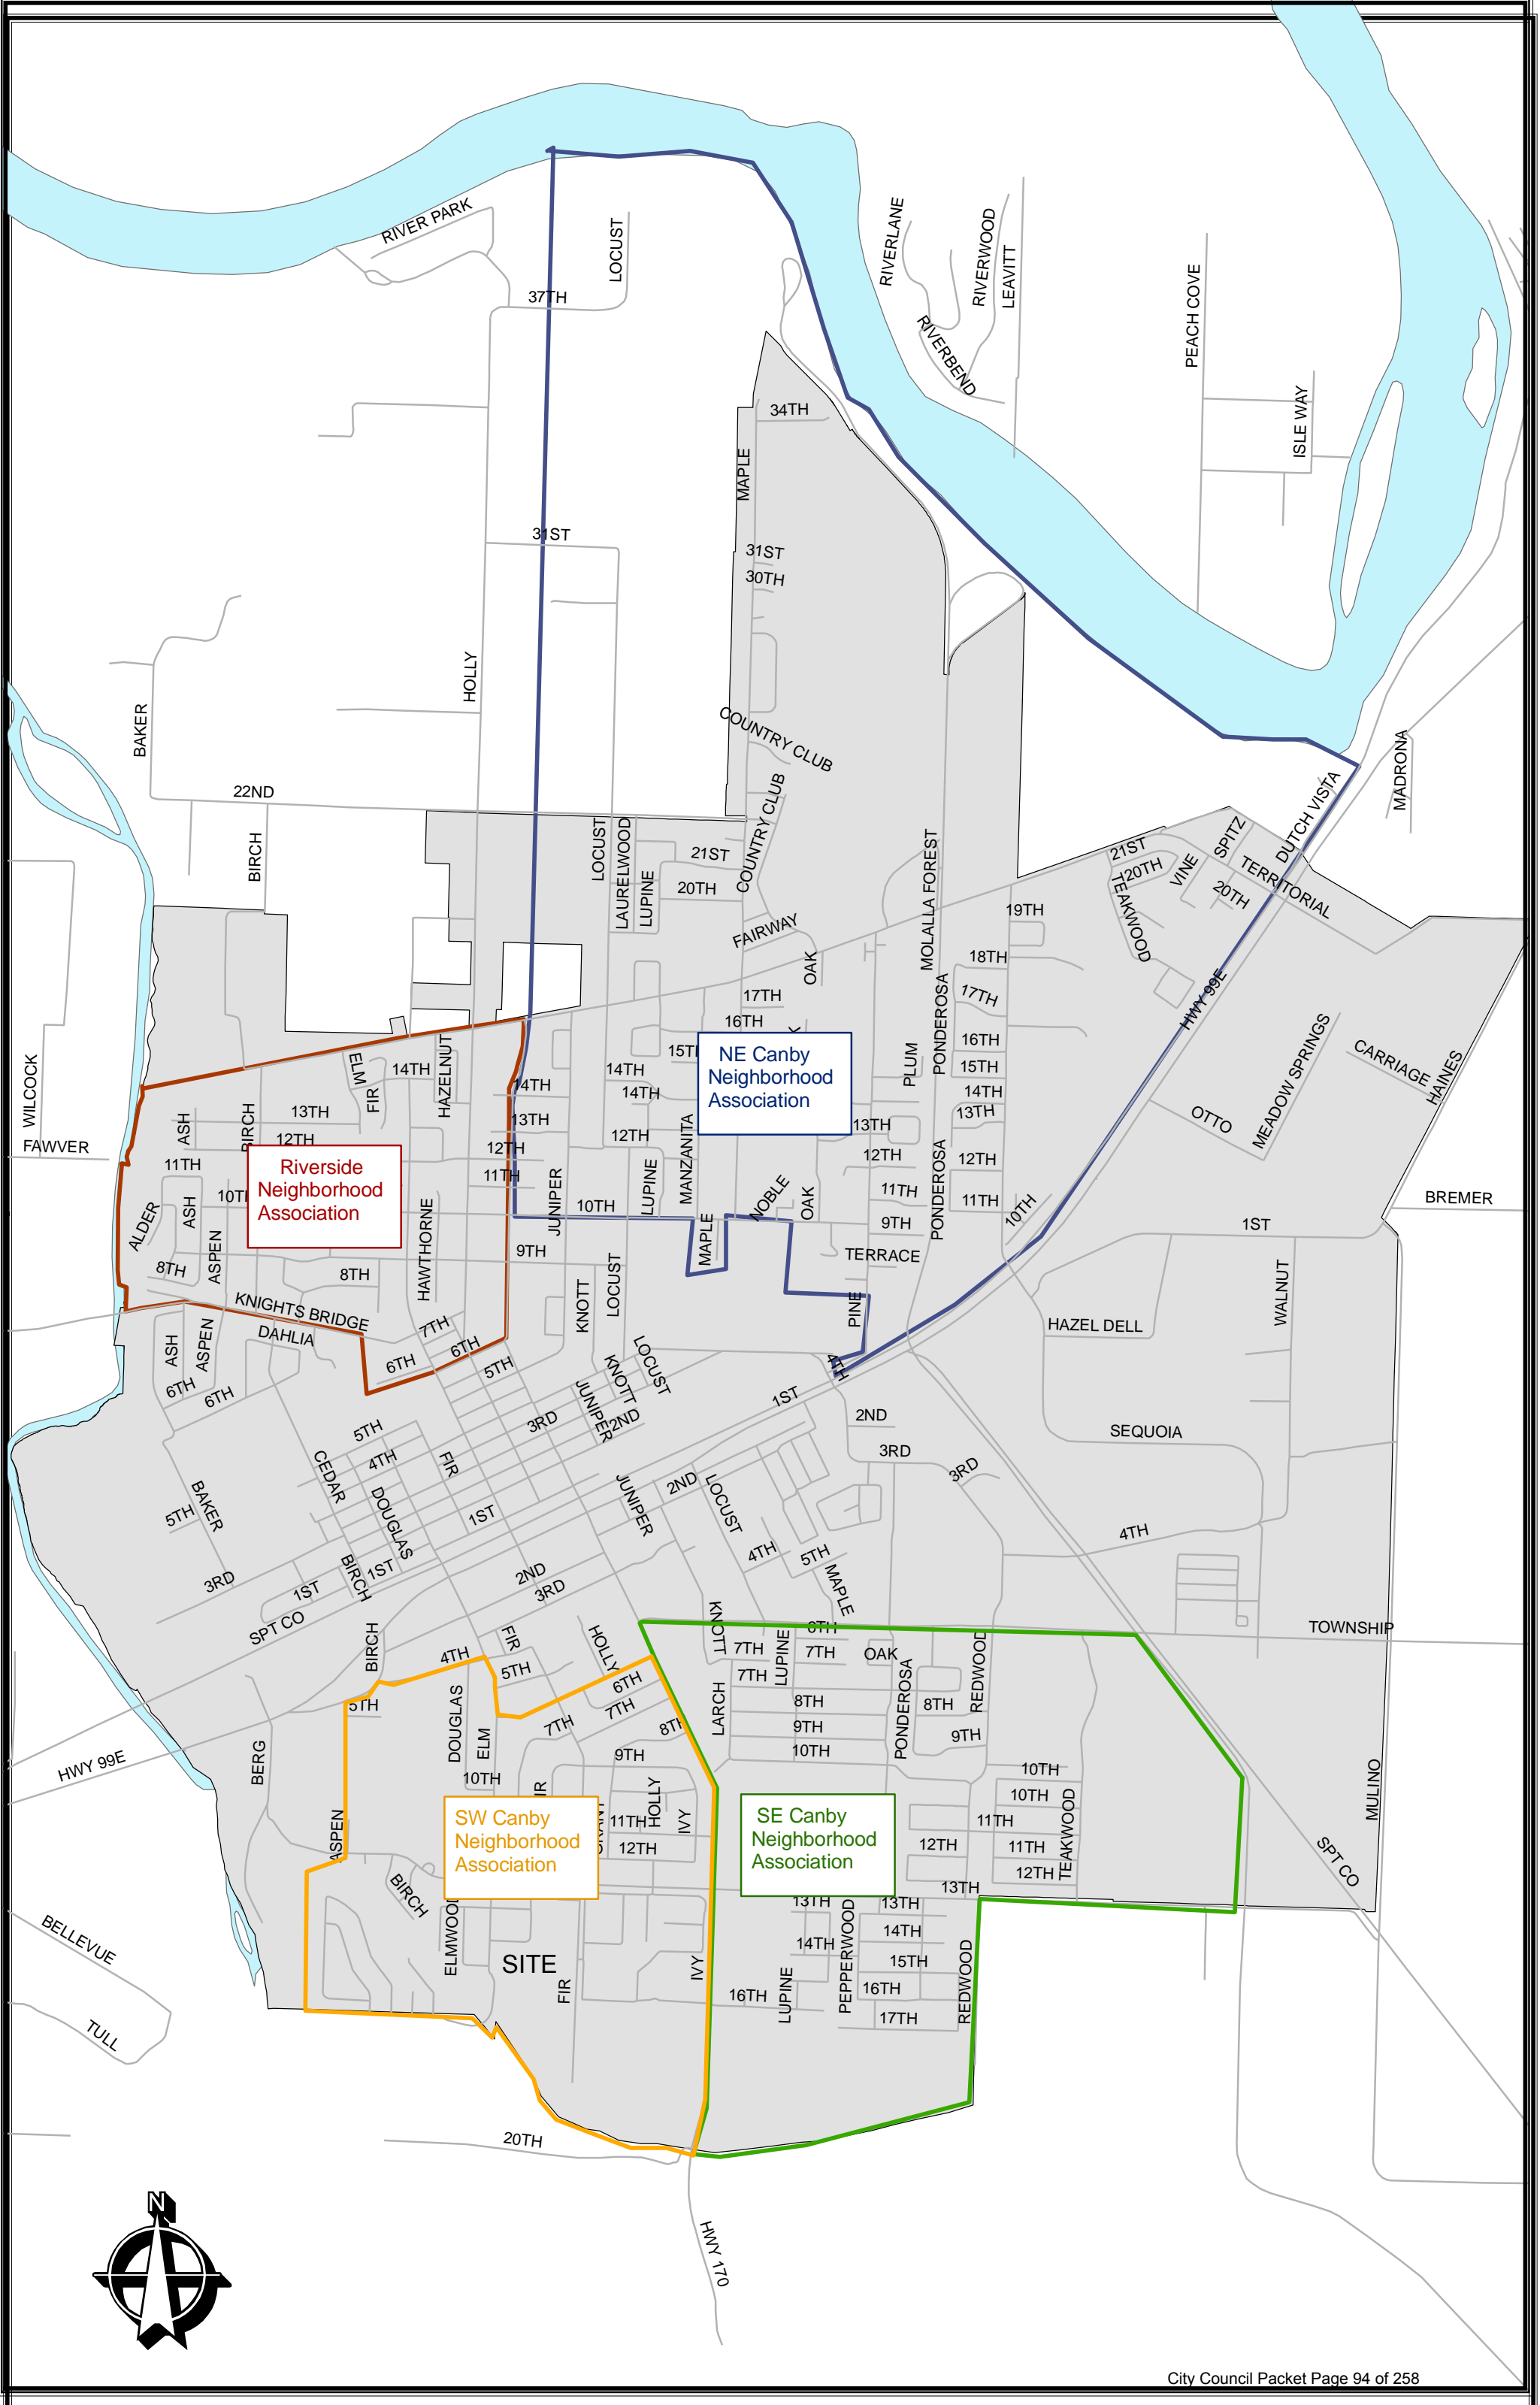 RIVER PARK
LOCUST
RIVERLANE
RIVERWOOD
LEAVITT
37TH
PEACH COVE
RIVERBEND
ISLE WAY
34TH
MAPLE
31ST
31ST
30TH
HOLLY
BAKER
COUNTRY CLUB
MADRONA
22ND
DUTCH VISTA
COUNTRY CLUB
BIRCH
LOCUST
LAURELWOOD
LUPINE
21ST
20TH
MOLALLA FOREST
21ST
20TH
VINE
SPITZ
TERRITORIAL
20TH
TEAKWOOD
FAIRWAY
19TH
OAK
18TH
17TH
17TH
HWY 99E
16TH
PONDEROSA
16TH
15TH
PLUM
15TH
MEADOW SPRINGS
CARRIAGE
HAINES
OTTO
ELM
FIR
14TH
HAZELNUT
14TH
14TH
14TH
14TH
WILCOCK
FAWVER
ASH
BIRCH
13TH
12TH
13TH
12TH
12TH
MANZANITA
NE Canby
Neighborhood
Association
13TH
13TH
12TH
12TH
11TH
10TH
11TH
Riverside
Neighborhood
Association
ALDER
ASH
ASPEN
HAWTHORNE
JUNIPER
LUPINE
10TH
MAPLE
NOBLE
OAK
11TH
11TH
PONDEROSA
10TH
9TH
BREMER
1ST
9TH
TERRACE
8TH
8TH
KNOTT
LOCUST
PINE
WALNUT
KNIGHTS BRIDGE
DAHLIA
7TH
6TH
6TH
HAZEL DELL
ASH
ASPEN
6TH
6TH
5TH
KNOTT
LOCUST
JUNIPER
4TH
1ST
2ND
3RD
2ND
SEQUOIA
5TH
4TH
FIR
CEDAR
DOUGLAS
3RD
3RD
BAKER
5TH
1ST
JUNIPER
2ND
LOCUST
4TH
4TH
5TH
MAPLE
3RD
1ST
BIRCH
1ST
2ND
3RD
SPT CO
KNOTT
6TH
TOWNSHIP
BIRCH
4TH
FIR
5TH
HOLLY
6TH
7TH
LUPINE
7TH
OAK
PONDEROSA
REDWOOD
7TH
5TH
DOUGLAS
ELM
7TH
7TH
8TH
LARCH
8TH
8TH
9TH
9TH
10TH
HWY 99E
BERG
9TH
10TH
HOLLY
IVY
10TH
10TH
MULINO
ASPEN
SW Canby
Neighborhood
Association
11TH
12TH
SE Canby
Neighborhood
Association
11TH
12TH
11TH
12TH
TEAKWOOD
SPT CO
BIRCH
13TH
13TH
13TH
BELLEVUE
ELMWOOD
SITE
FIR
IVY
14TH
PEPPERWOOD
14TH
15TH
REDWOOD
16TH
LUPINE
16TH
17TH
TULL
20TH
N
HWY 170
City Council Packet Page 94 of 258